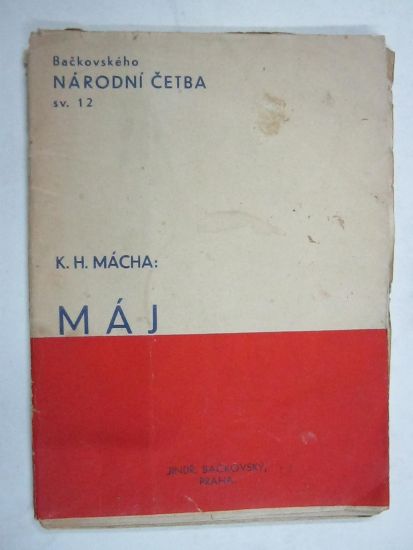 Bačkovského
NÁRODNÍ ČETBA
sv. 12
K. H. MÁCHA:
MÁJ
JINDŘ. BAČKOVSKÝ,
PRAHA.